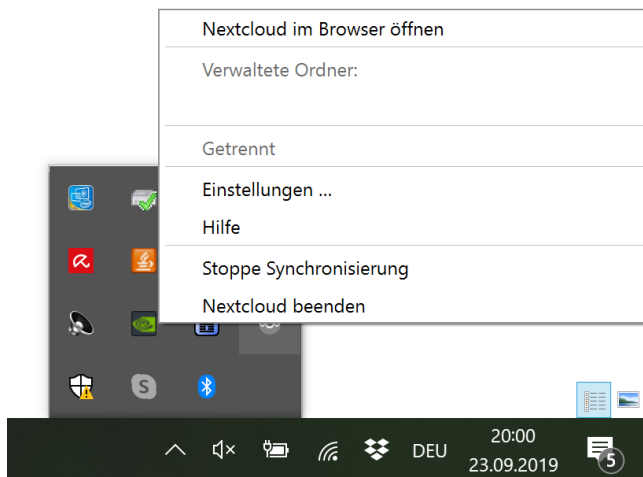 Nextcloud im Browser öffnen
Verwaltete Ordner:
Getrennt
Einstellungen ...
Hilfe
Stoppe Synchronisierung
Nextcloud beenden
S
DEU
20:00
23.09.2019
5